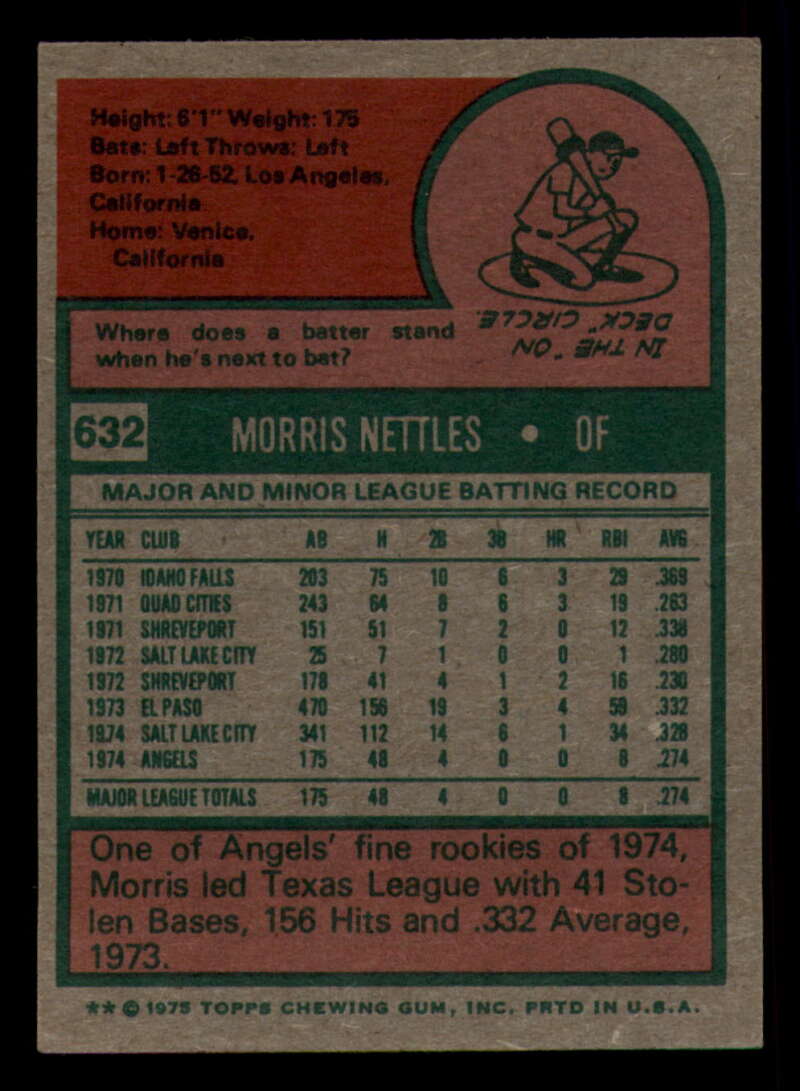 Height: 6'1" Weight: 175
Bats: Left Throws: Left
Born: 1-26-52, Los Angeles,
California
Home: Venice,
California
Where does a batter stand
when he's next to bat?
IN THE "ON
DECK" CIRCLE.
632 MORRIS NETTLES • OF
MAJOR AND MINOR LEAGUE BATTING RECORD
YEAR CLUB AB H 2B 3B HR RBI AVG
1970 IDAHO FALLS 203 75 10 6 3 29 .369
1971 QUAD CITIES 243 64 8 6 3 19 .263
1971 SHREVEPORT 151 51 7 2 0 12 .338
1972 SALT LAKE CITY 25 7 1 0 0 1 .280
1972 SHREVEPORT 178 41 4 1 2 16 .230
1973 EL PASO 470 156 19 3 4 59 .332
1974 SALT LAKE CITY 341 112 14 6 1 34 .328
1974 ANGELS 175 48 4 0 0 8 .274
MAJOR LEAGUE TOTALS 175 48 4 0 0 8 .274
One of Angels' fine rookies of 1974,
Morris led Texas League with 41 Sto-
len Bases, 156 Hits and .332 Average,
1973.
** © 1975 TOPPS CHEWING GUM, INC. PRTD IN U.S.A.